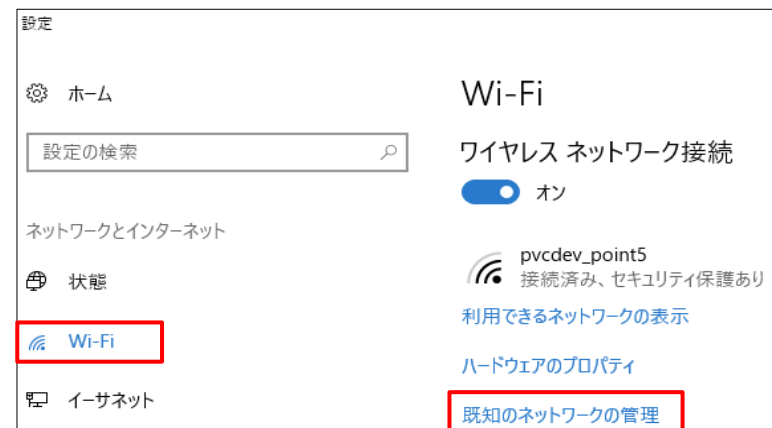 設定
ホーム
設定の検索
ネットワークとインターネット
状態
Wi-Fi
イーサネット
Wi-Fi
ワイヤレス ネットワーク接続
オン
pvcdev_point5
接続済み、セキュリティ保護あり
利用できるネットワークの表示
ハードウェアのプロパティ
既知のネットワークの管理